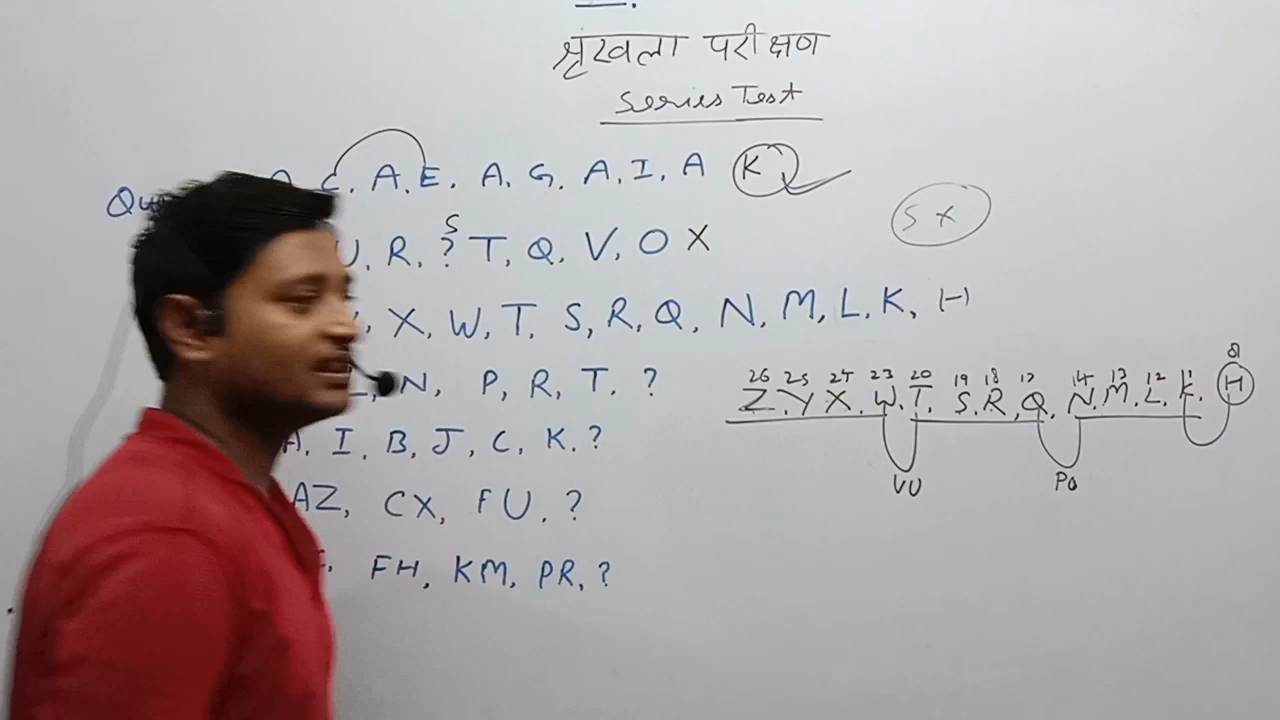 श्रृंखला परीक्षण
Series Test
A, E, A, G, A, I, A K
S
R, ? T, Q, V, O X
S X
X, W, T, S, R, Q, N, M, L, K, H
N, P, R, T. ?
26 25 24 23 20 19 18 17 14 13 12 11 8
Z, Y, X, W, T, S, R, Q, N, M, L, K, H
VU PO
A, I, B, J, C, K. ?
AZ, CX, FU, ?
FH, KM, PR, ?